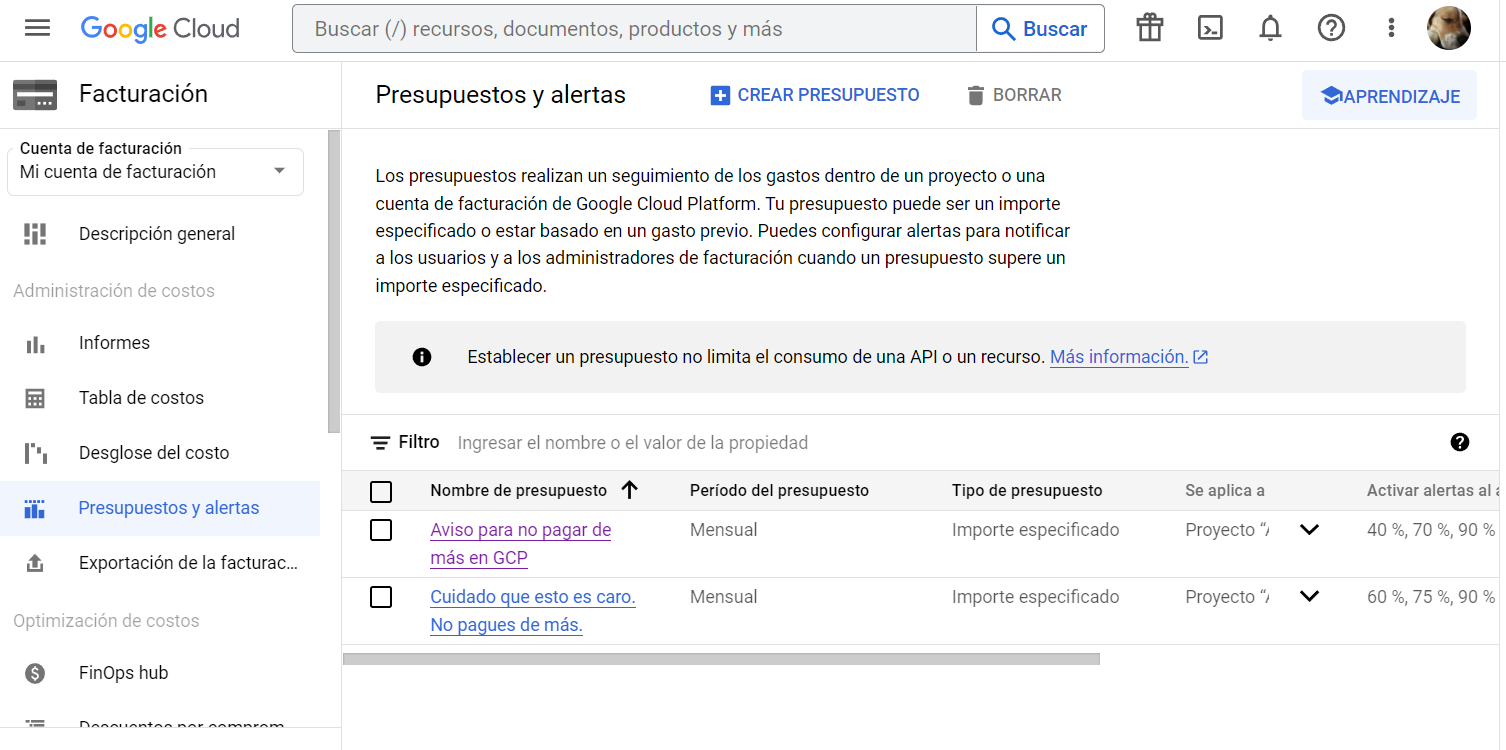 Google Cloud
Buscar (/) recursos, documentos, productos y más
Buscar
Facturación
Presupuestos y alertas
CREAR PRESUPUESTO
BORRAR
APRENDIZAJE
Cuenta de facturación
Mi cuenta de facturación
Descripción general
Administración de costos
Informes
Tabla de costos
Desglose del costo
Presupuestos y alertas
Exportación de la facturac...
Optimización de costos
FinOps hub
Descuentos por comprom
Los presupuestos realizan un seguimiento de los gastos dentro de un proyecto o una
cuenta de facturación de Google Cloud Platform. Tu presupuesto puede ser un importe
especificado o estar basado en un gasto previo. Puedes configurar alertas para notificar
a los usuarios y a los administradores de facturación cuando un presupuesto supere un
importe especificado.
Establecer un presupuesto no limita el consumo de una API o un recurso. Más información.
Filtro Ingresar el nombre o el valor de la propiedad
Nombre de presupuesto Período del presupuesto Tipo de presupuesto Se aplica a Activar alertas al
Aviso para no pagar de
más en GCP
Mensual Importe especificado Proyecto “ 40 %, 70 %, 90 %
Cuidado que esto es caro.
No pagues de más.
Mensual Importe especificado Proyecto “ 60 %, 75 %, 90 %